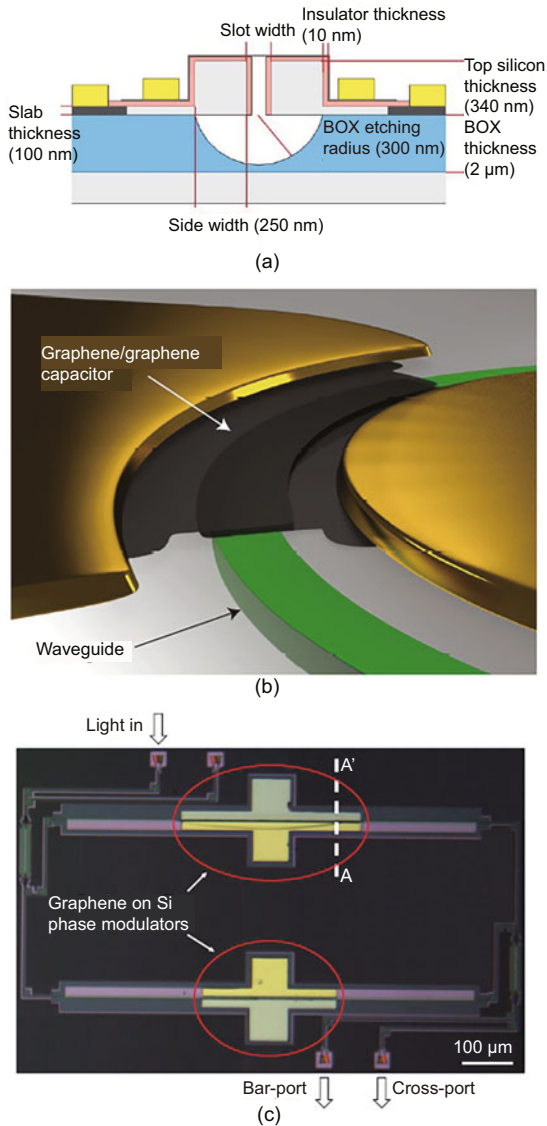 Slot width
Insulator thickness
(10 nm)
Top silicon
thickness
(340 nm)
Slab
thickness
(100 nm)
BOX etching
radius (300 nm)
BOX
thickness
(2 μm)
Side width (250 nm)
(a)
Graphene/graphene
capacitor
Waveguide
(b)
Light in
A'
A
Graphene on Si
phase modulators
100 μm
Bar-port
Cross-port
(c)